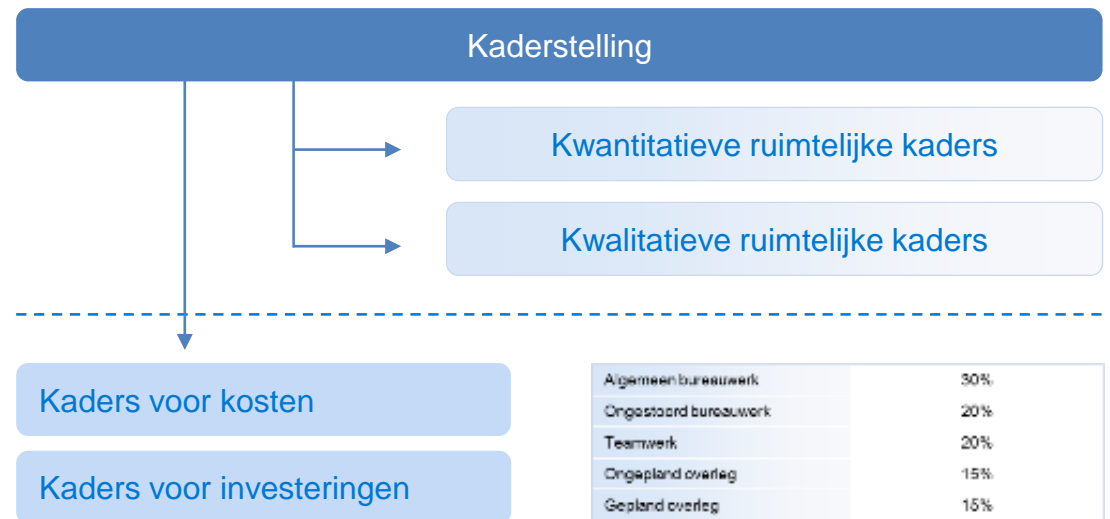 Kaderstelling
Kwantitatieve ruimtelijke kaders
Kwalitatieve ruimtelijke kaders
Kaders voor kosten
Kaders voor investeringen
Algemeen bureauwerk 30%
Ongestoord bureauwerk 20%
Teamwerk 20%
Ongepland overleg 15%
Gepland overleg 15%